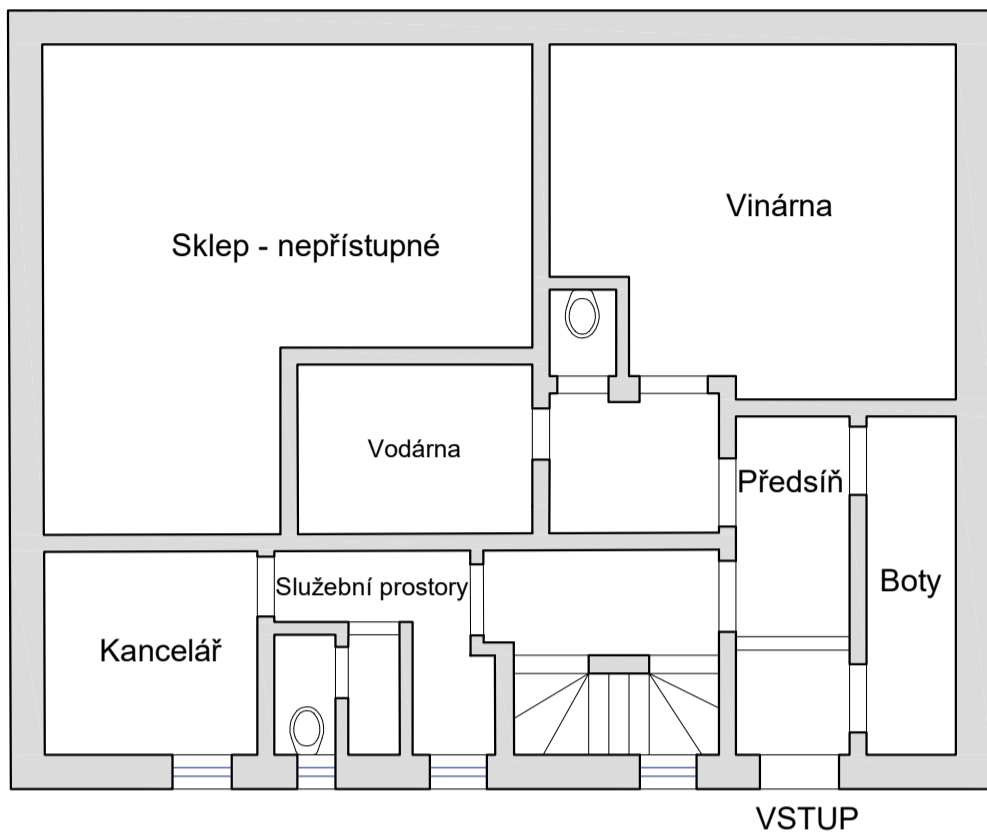 Vinárna
Sklep - nepřístupné
Vodárna
Předsíň
Služební prostory
Boty
Kancelář
VSTUP